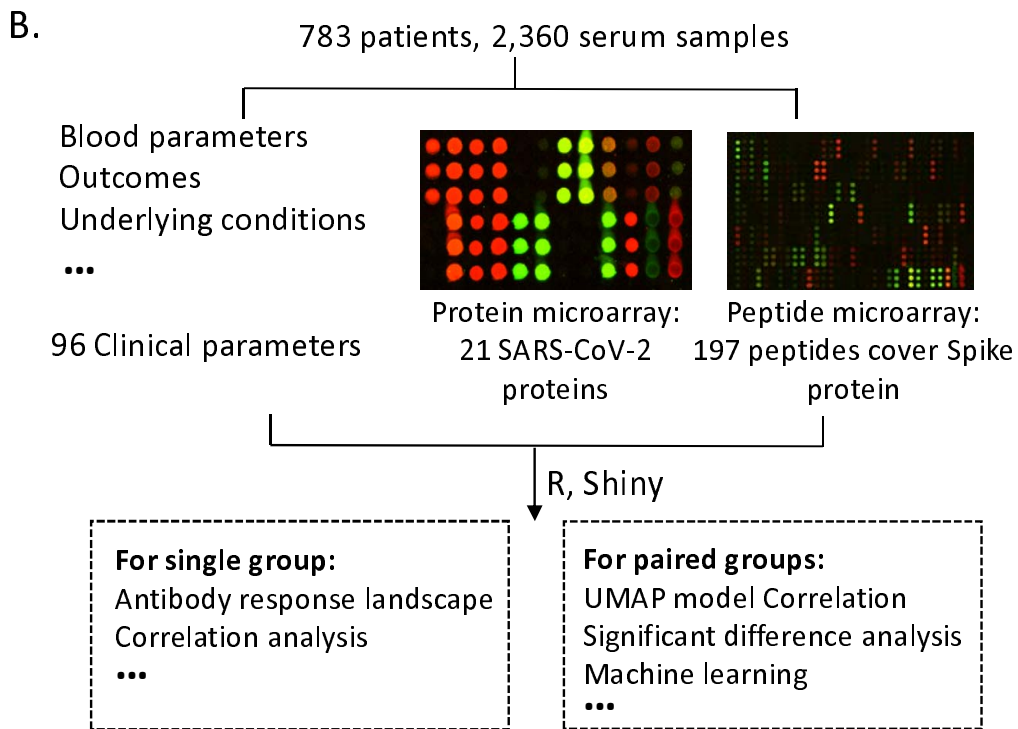 B.
783 patients, 2,360 serum samples
Blood parameters
Outcomes
Underlying conditions
...
96 Clinical parameters
Protein microarray:
21 SARS-CoV-2
proteins
Peptide microarray:
197 peptides cover Spike
protein
R, Shiny
For single group:
Antibody response landscape
Correlation analysis
...
For paired groups:
UMAP model Correlation
Significant difference analysis
Machine learning
...